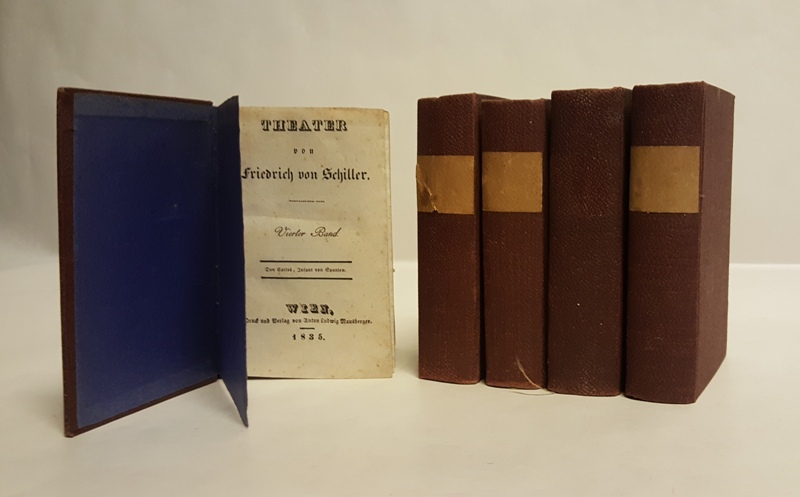 THEATER
von
Friedrich von Schiller.
Vierter Band.
Don Carlos, Infant von Spanien.
WIEN,
Druck und Verlag von Anton Ludwig Mausberger.
1835.